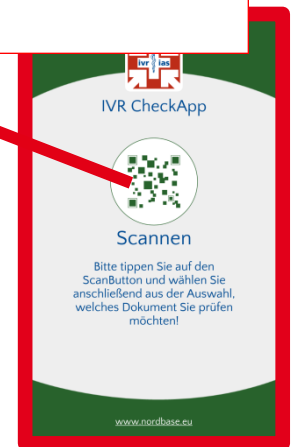 ivr ias
IVR CheckApp
Scannen
Bitte tippen Sie auf den
ScanButton und wählen Sie
anschließend aus der Auswahl,
welches Dokument Sie prüfen
möchten!
www.nordbase.eu